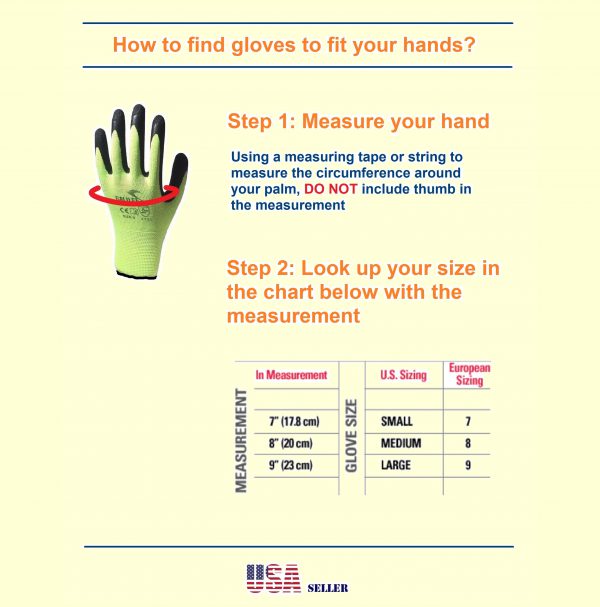 How to find gloves to fit your hands?
Step 1: Measure your hand
Using a measuring tape or string to
measure the circumference around
your palm, DO NOT include thumb in
the measurement
Step 2: Look up your size in
the chart below with the
measurement
MEASUREMENT
In Measurement
GLOVE SIZE
U.S. Sizing
European
Sizing
7" (17.8 cm) SMALL 7
8" (20 cm) MEDIUM 8
9" (23 cm) LARGE 9
USA SELLER